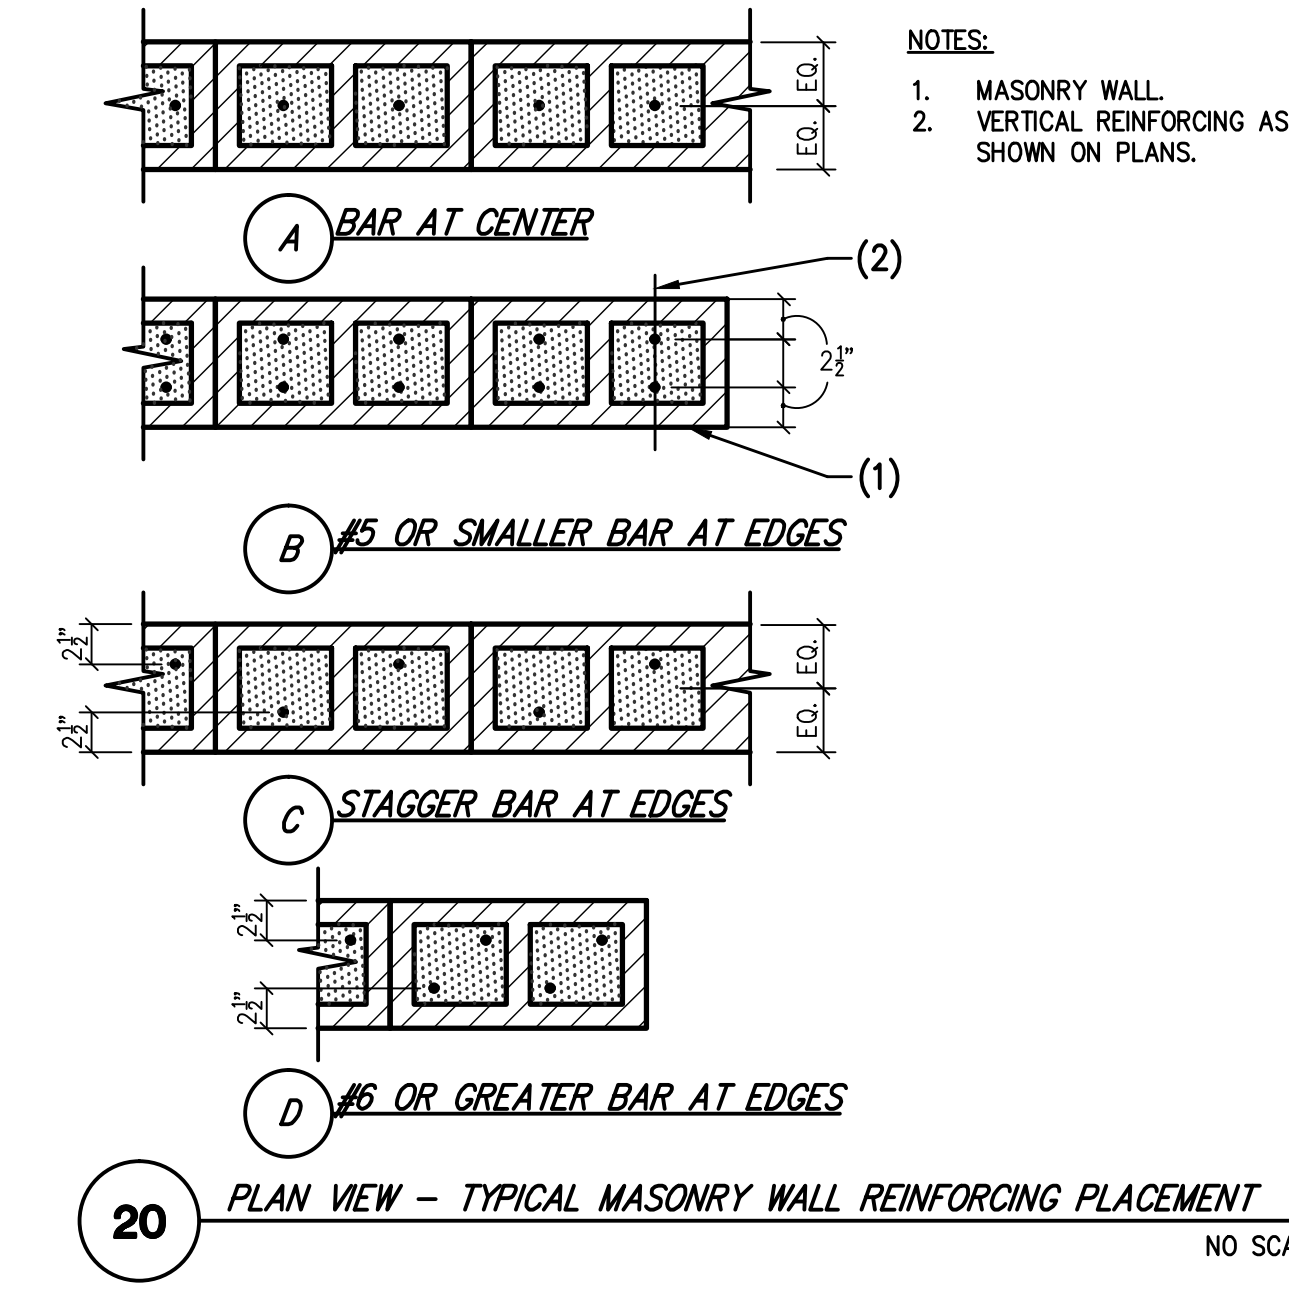 NOTES:
1. MASONRY WALL.
2. VERTICAL REINFORCING AS
SHOWN ON PLANS.
EQ.
EQ.
A BAR AT CENTER
(2)
2½"
(1)
B #5 OR SMALLER BAR AT EDGES
2½"
2½"
EQ.
EQ.
C STAGGER BAR AT EDGES
2½"
2½"
D #6 OR GREATER BAR AT EDGES
20 PLAN VIEW - TYPICAL MASONRY WALL REINFORCING PLACEMENT
NO SCA